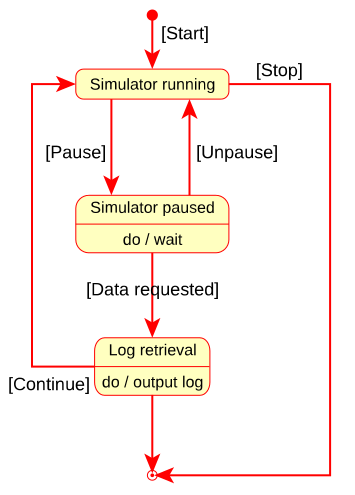 [Start]
[Stop]
Simulator running
[Pause]
[Unpause]
Simulator paused
do / wait
[Data requested]
Log retrieval
[Continue]
do / output log